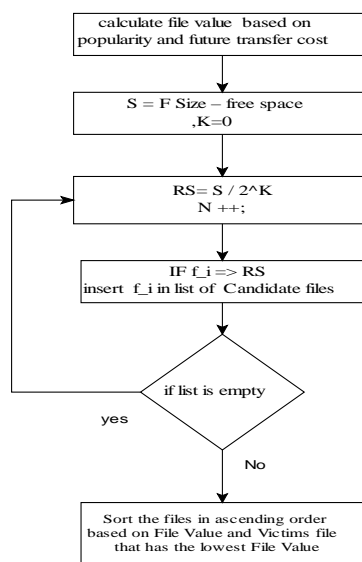 calculate file value based on
popularity and future transfer cost
S = F Size – free space
,K=0
RS= S / 2^K
N ++;
IF f_i => RS
insert f_i in list of Candidate files
if list is empty
yes
No
Sort the files in ascending order
based on File Value and Victims file
that has the lowest File Value